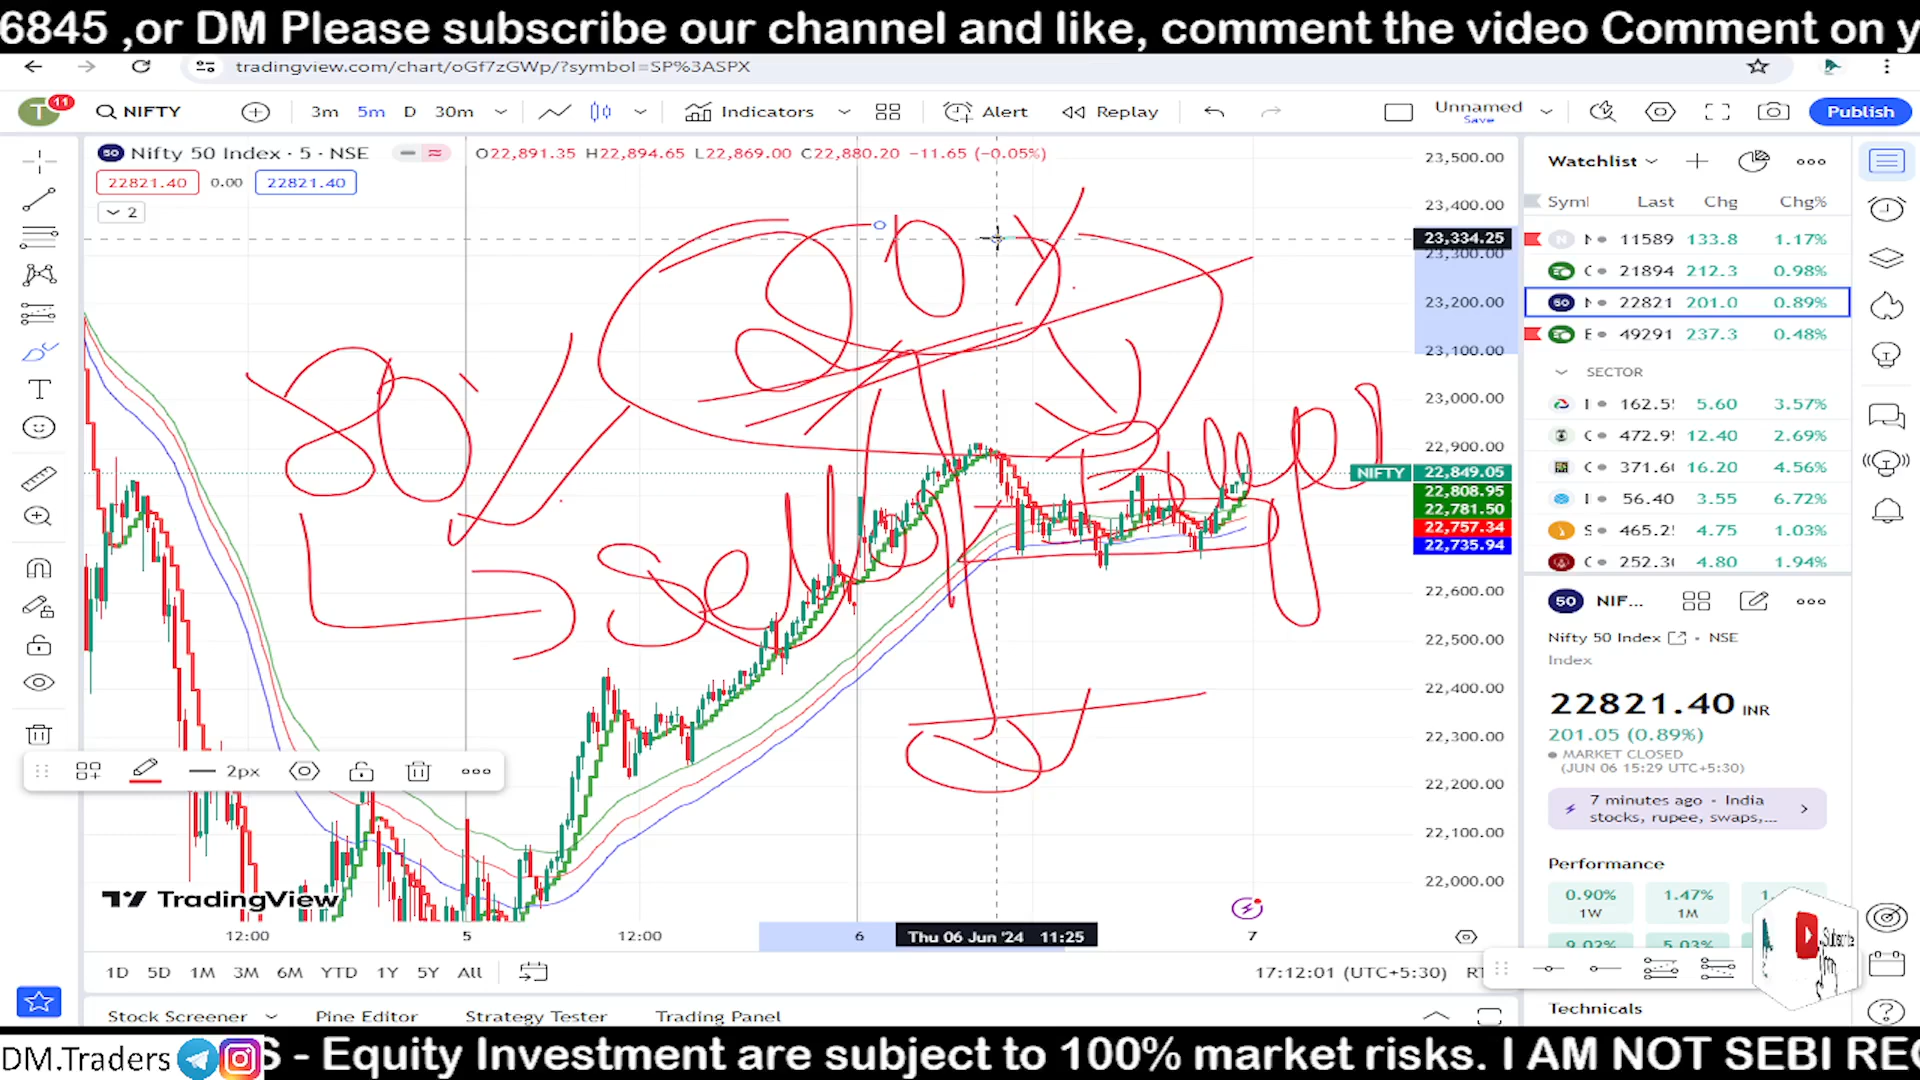 6845 ,or DM Please subscribe our channel and like, comment the video Comment on y
tradingview.com/chart/oGf7zGWp/?symbol=SP%3ASPX
T 11 NIFTY 3m 5m D 30m Indicators Alert Replay Unnamed Save Publish
50 Nifty 50 Index · 5 · NSE O22,891.35 H22,894.65 L22,869.00 C22,880.20 −11.65 (−0.05%)
22821.40 0.00 22821.40
2
23,500.00
23,400.00
23,334.25
23,300.00
23,200.00
23,100.00
23,000.00
22,900.00
NIFTY 22,849.05
22,808.95
22,781.50
22,757.34
22,735.94
22,600.00
22,500.00
22,400.00
22,300.00
22,200.00
22,100.00
22,000.00
80%
20%
seller
2px
TradingView
12:00 5 12:00 6 Thu 06 Jun '24 11:25 7
1D 5D 1M 3M 6M YTD 1Y 5Y All 17:12:01 (UTC+5:30)
Stock Screener Pine Editor Strategy Tester Trading Panel
Watchlist
Syml Last Chg Chg%
11589 133.8 1.17%
21894 212.3 0.98%
50 22821 201.0 0.89%
49291 237.3 0.48%
SECTOR
162.5 5.60 3.57%
472.9 12.40 2.69%
371.6 16.20 4.56%
56.40 3.55 6.72%
465.2 4.75 1.03%
252.3 4.80 1.94%
50 NIF...
Nifty 50 Index · NSE
Index
22821.40 INR
201.05 (0.89%)
MARKET CLOSED
(JUN 06 15:29 UTC+5:30)
7 minutes ago · India
stocks, rupee, swaps,...
Performance
0.90% 1.47%
1W 1M
9.02% 5.03%
Subscribe
Technicals
DM.Traders S - Equity Investment are subject to 100% market risks. I AM NOT SEBI RE